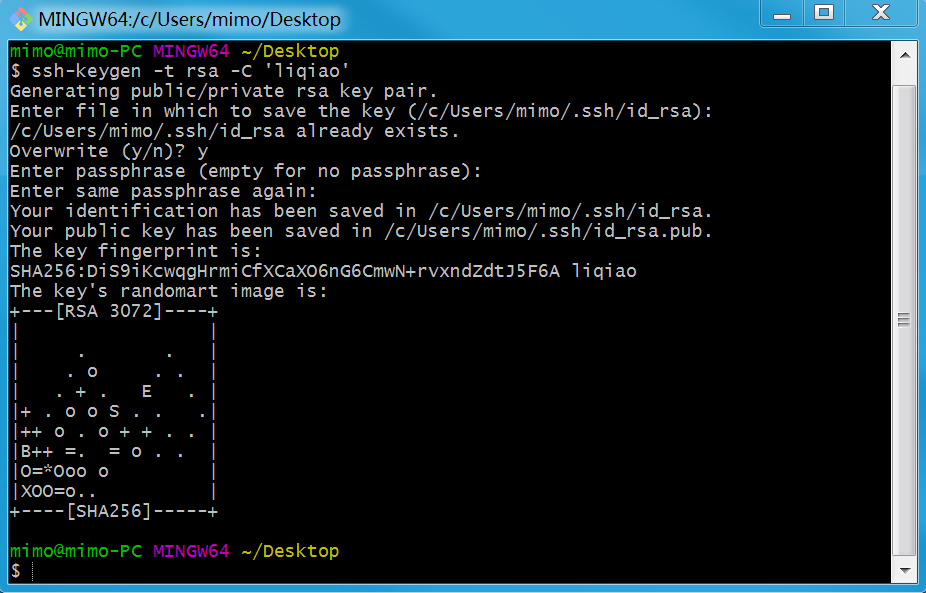 MINGW64:/c/Users/mimo/Desktop
mimo@mimo-PC MINGW64 ~/Desktop
$ ssh-keygen -t rsa -C 'liqiao'
Generating public/private rsa key pair.
Enter file in which to save the key (/c/Users/mimo/.ssh/id_rsa):
/c/Users/mimo/.ssh/id_rsa already exists.
Overwrite (y/n)? y
Enter passphrase (empty for no passphrase):
Enter same passphrase again:
Your identification has been saved in /c/Users/mimo/.ssh/id_rsa.
Your public key has been saved in /c/Users/mimo/.ssh/id_rsa.pub.
The key fingerprint is:
SHA256:DiS9iKcwqgHrmiCfXCaXO6nG6CmwN+rvxndZdtJ5F6A liqiao
The key's randomart image is:
+---[RSA 3072]----+
|                 |
|     .       .   |
|    . o     . .  |
|   . + .   E   . |
|+ . o o S . .   .|
|++ o . o + + . . |
|B++ =.  = o . .  |
|O=*Ooo o         |
|XOO=o..          |
+----[SHA256]-----+
mimo@mimo-PC MINGW64 ~/Desktop
$